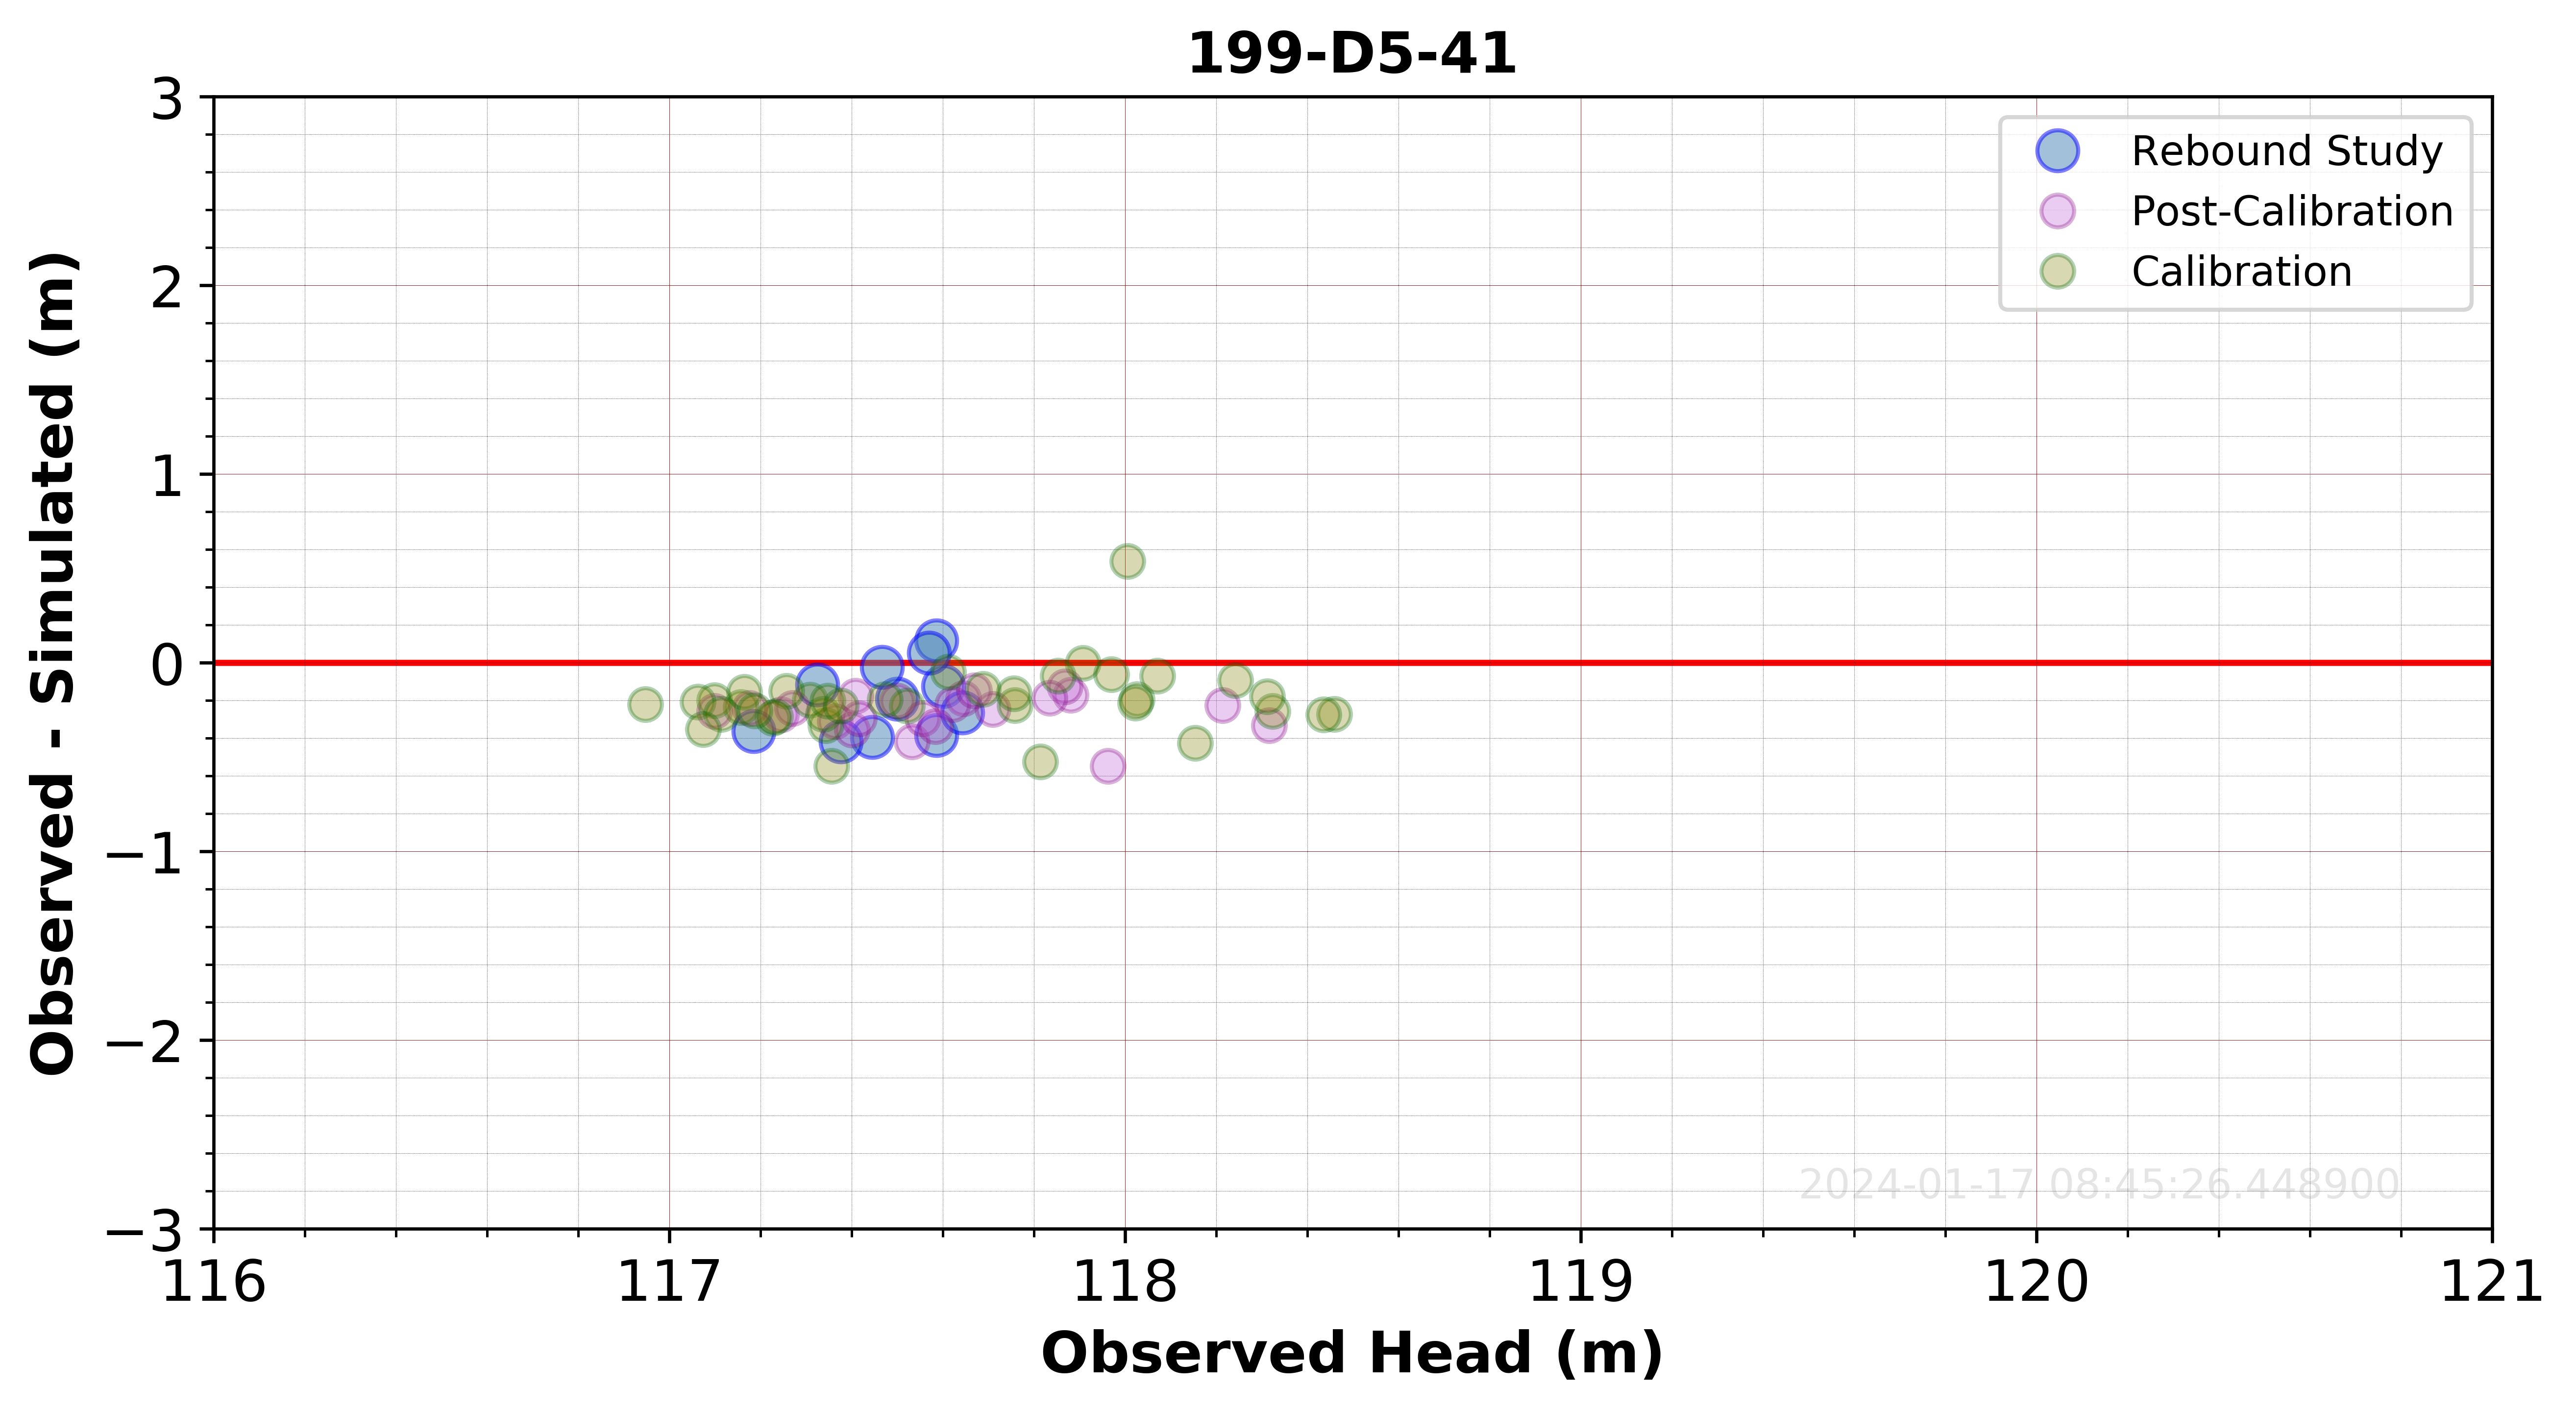 199-D5-41
3
2
1
0
−1
−2
−3
Observed - Simulated (m)
Rebound Study
Post-Calibration
Calibration
2024-01-17 08:45:26.448900
116 117 118 119 120 121
Observed Head (m)